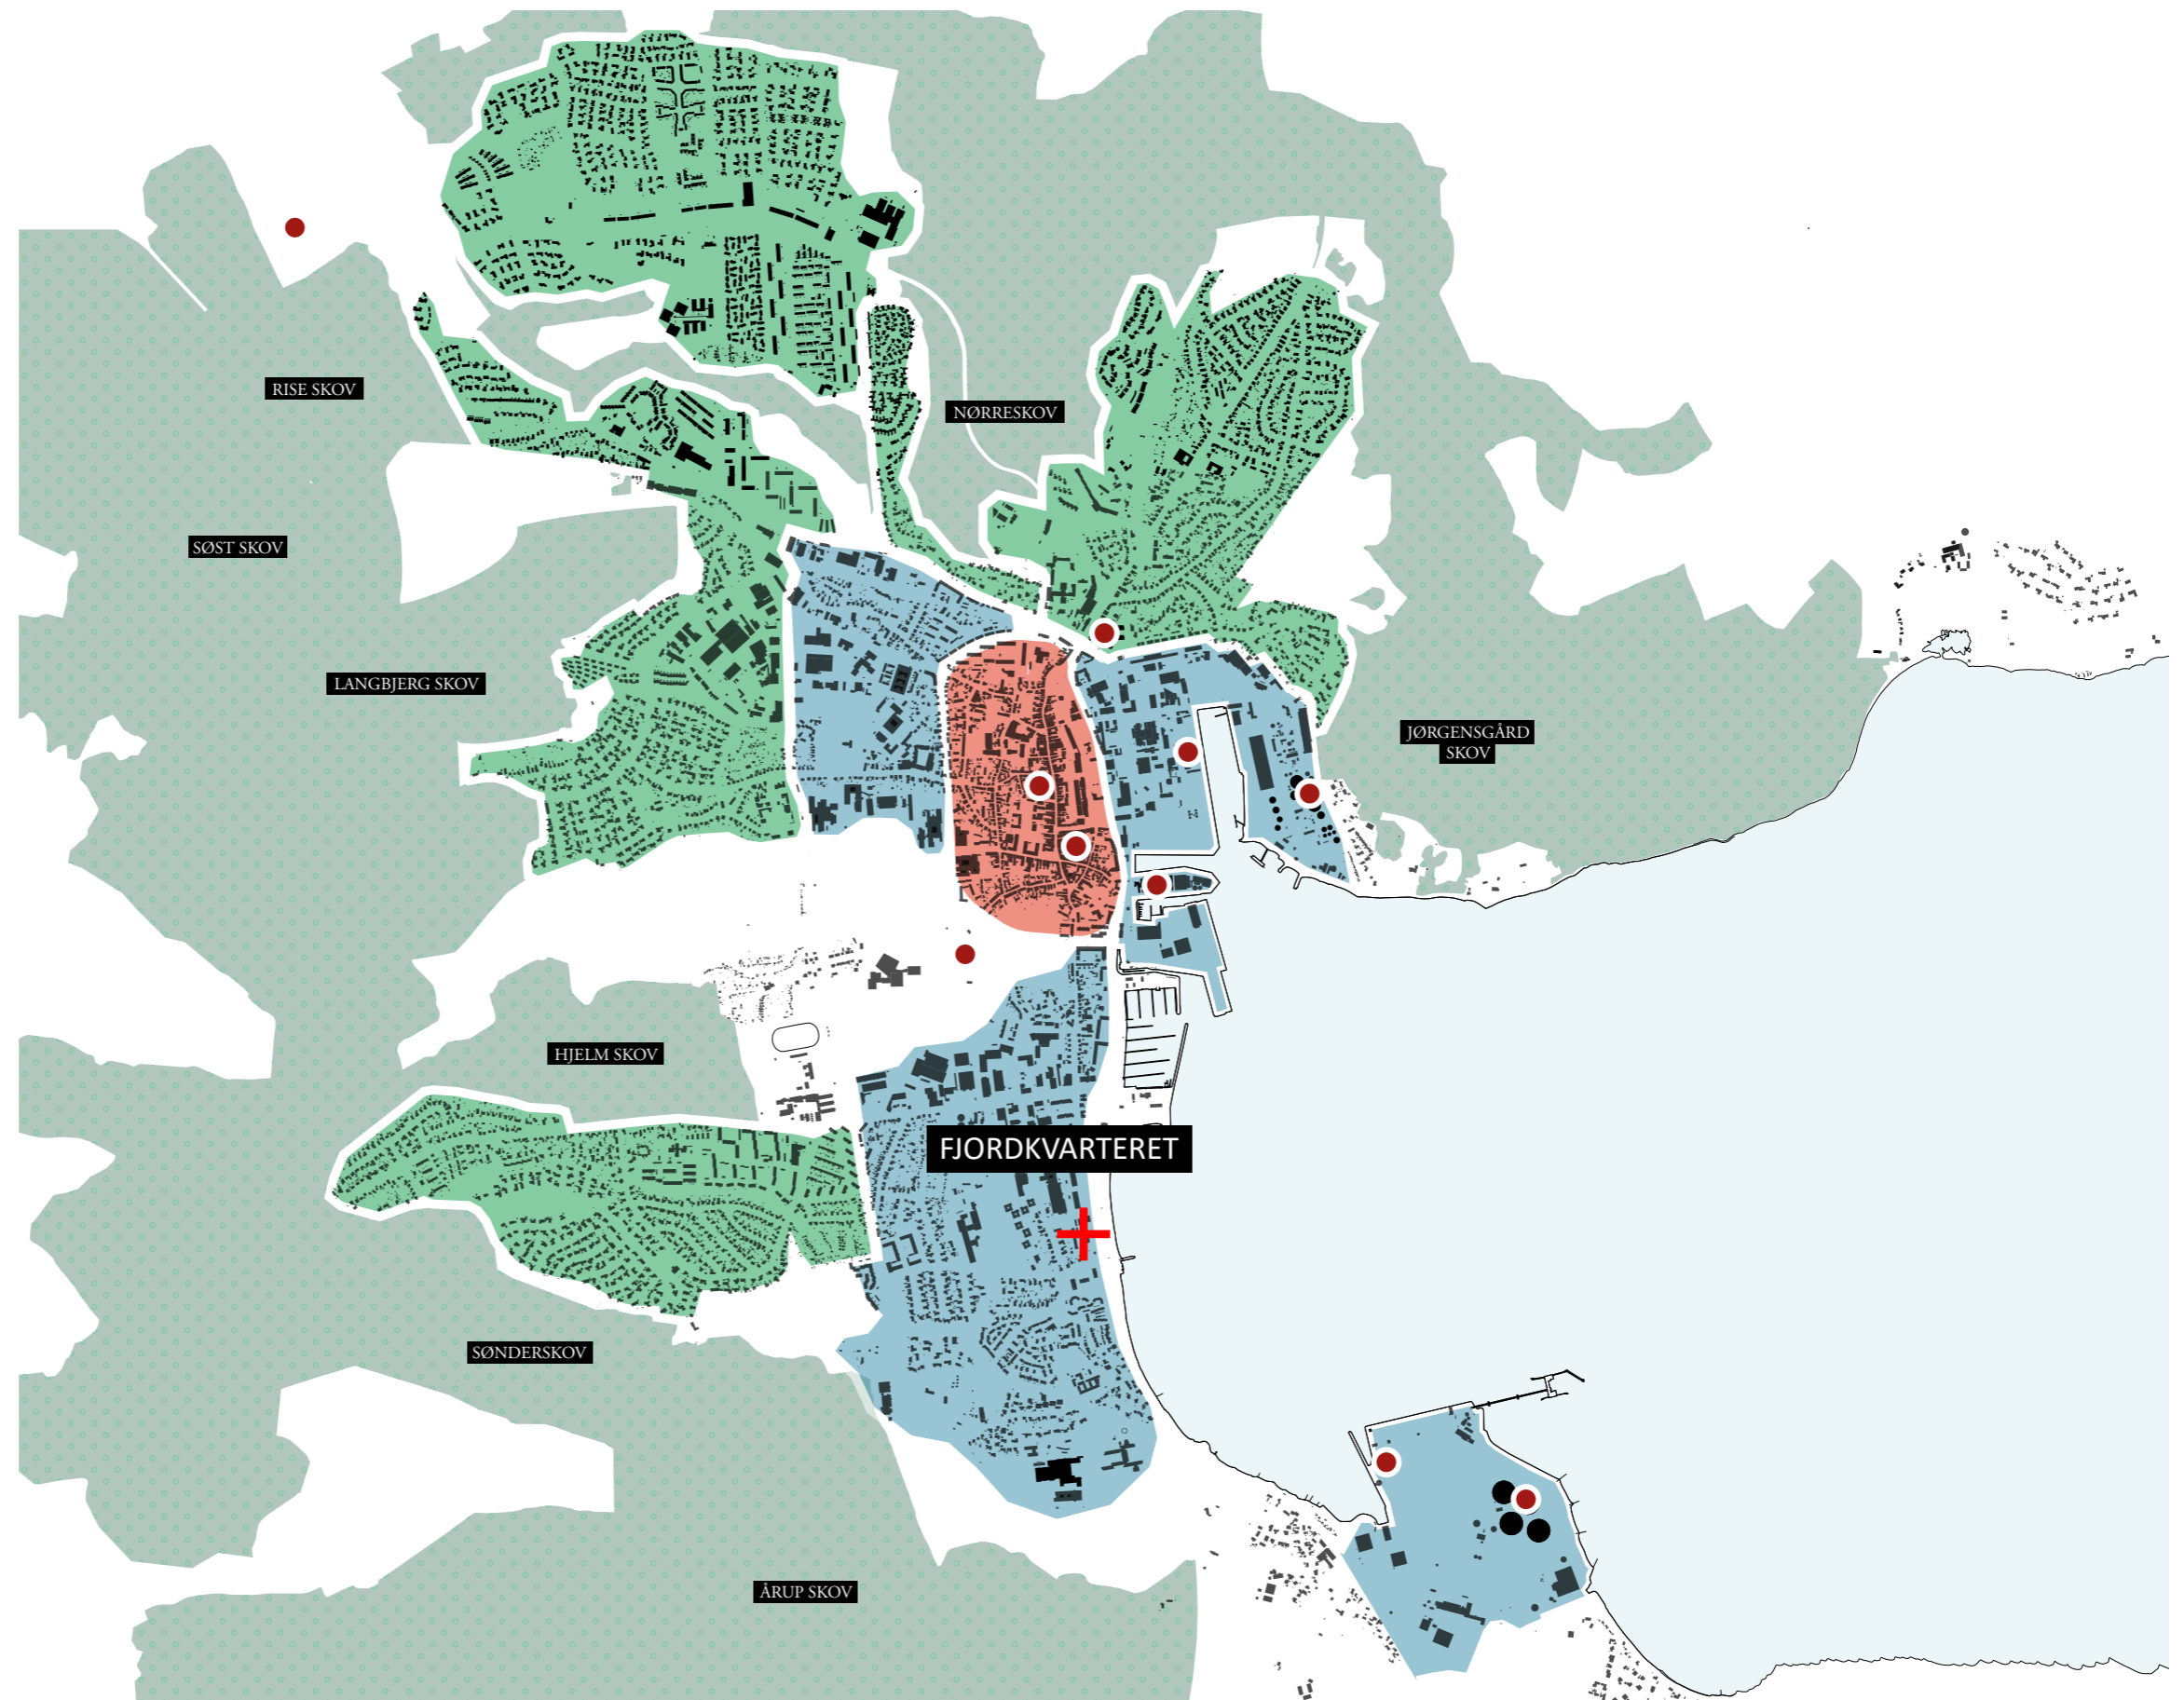 RISE SKOV
NØRRESKOV
SØST SKOV
LANGBJERG SKOV
JØRGENSGÅRD
SKOV
HJELM SKOV
FJORDKVARTERET
SØNDERSKOV
ÅRUP SKOV